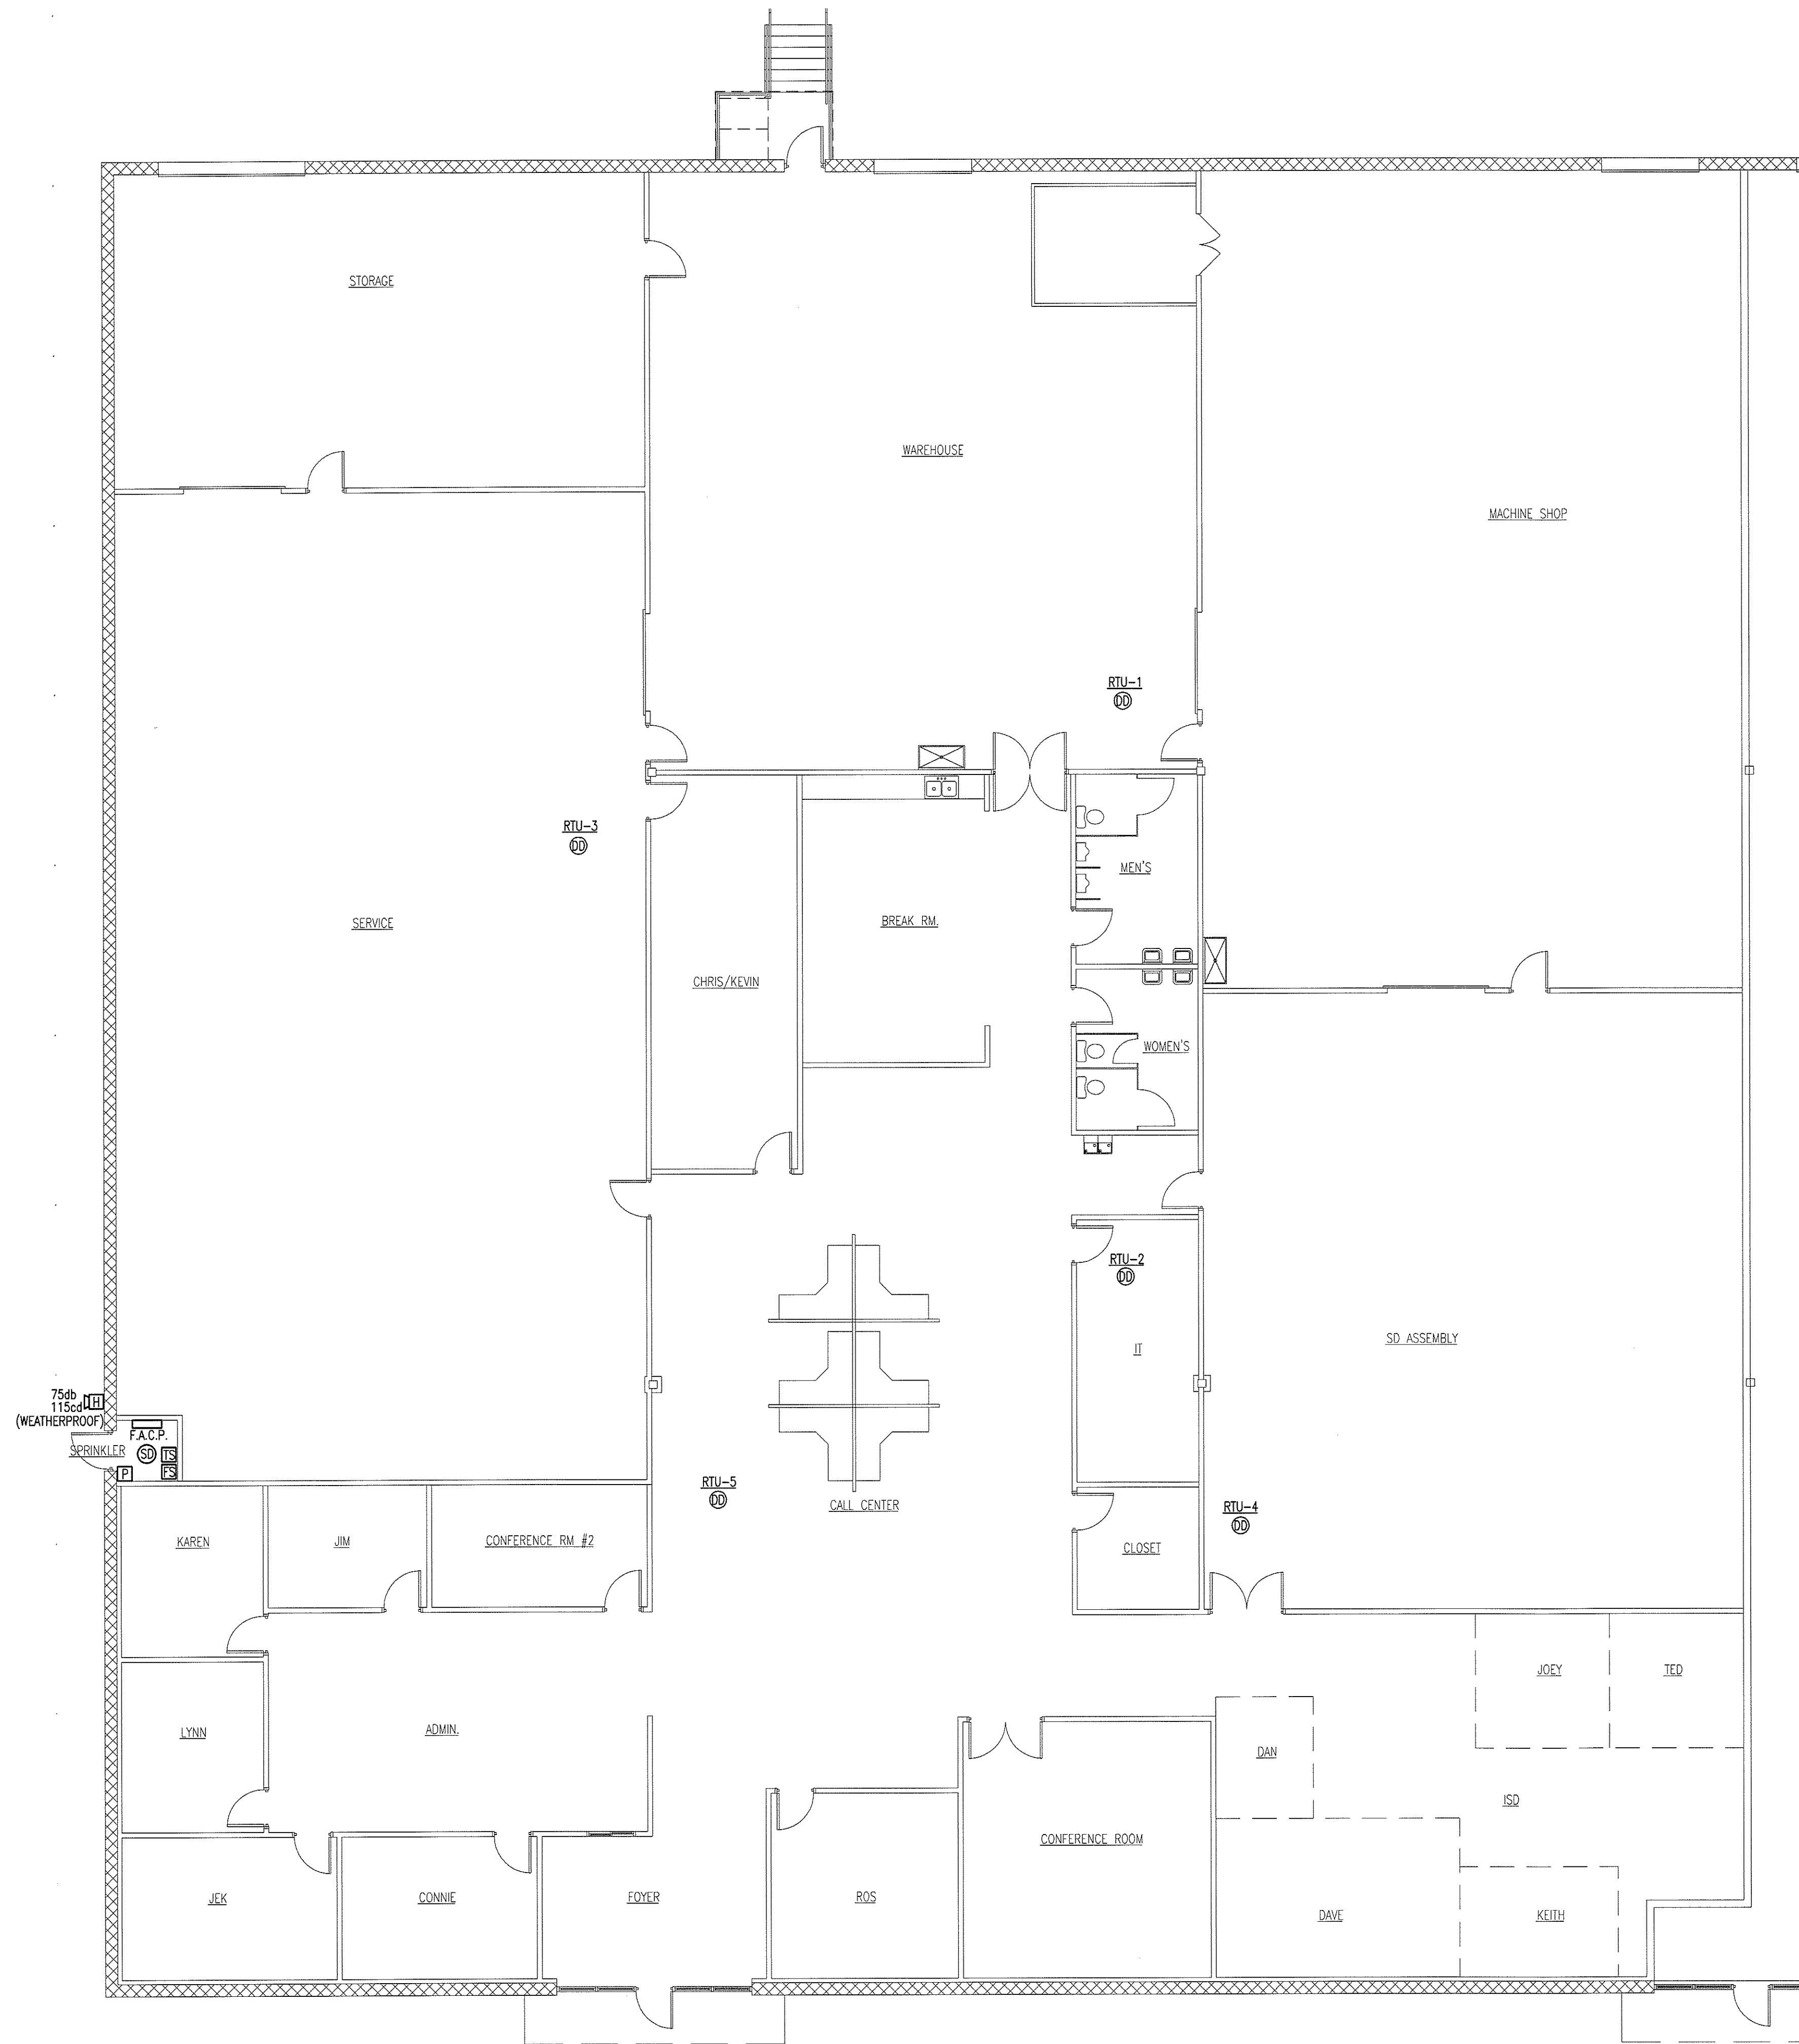 STORAGE
WAREHOUSE
MACHINE SHOP
RTU-1
DD
RTU-3
DD
MEN'S
SERVICE
BREAK RM.
CHRIS/KEVIN
WOMEN'S
RTU-2
DD
SD ASSEMBLY
IT
75db
115cd H
(WEATHERPROOF)
F.A.C.P.
SPRINKLER SD TS
P FS
RTU-5
DD
CALL CENTER
RTU-4
DD
KAREN
JIM
CONFERENCE RM #2
CLOSET
JOEY
TED
LYNN
ADMIN.
DAN
ISD
CONFERENCE ROOM
JEK
CONNIE
FOYER
ROS
DAVE
KEITH